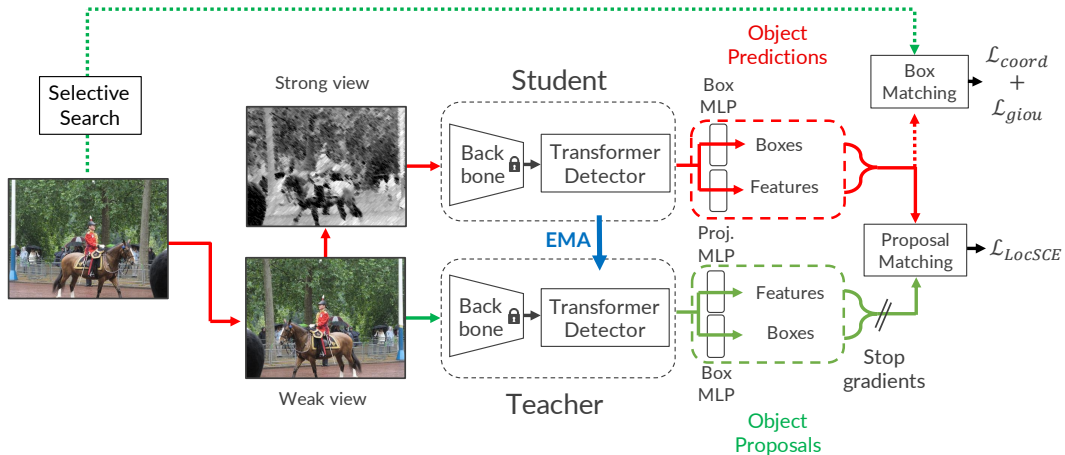 Selective
Search
Strong view
Weak view
Student
Back
bone
Transformer
Detector
EMA
Back
bone
Transformer
Detector
Teacher
Object
Predictions
Box
MLP
Boxes
Features
Proj.
MLP
Features
Boxes
Box
MLP
Object
Proposals
Stop
gradients
Box
Matching
Proposal
Matching
ℒcoord
+
ℒgiou
ℒLocSCE